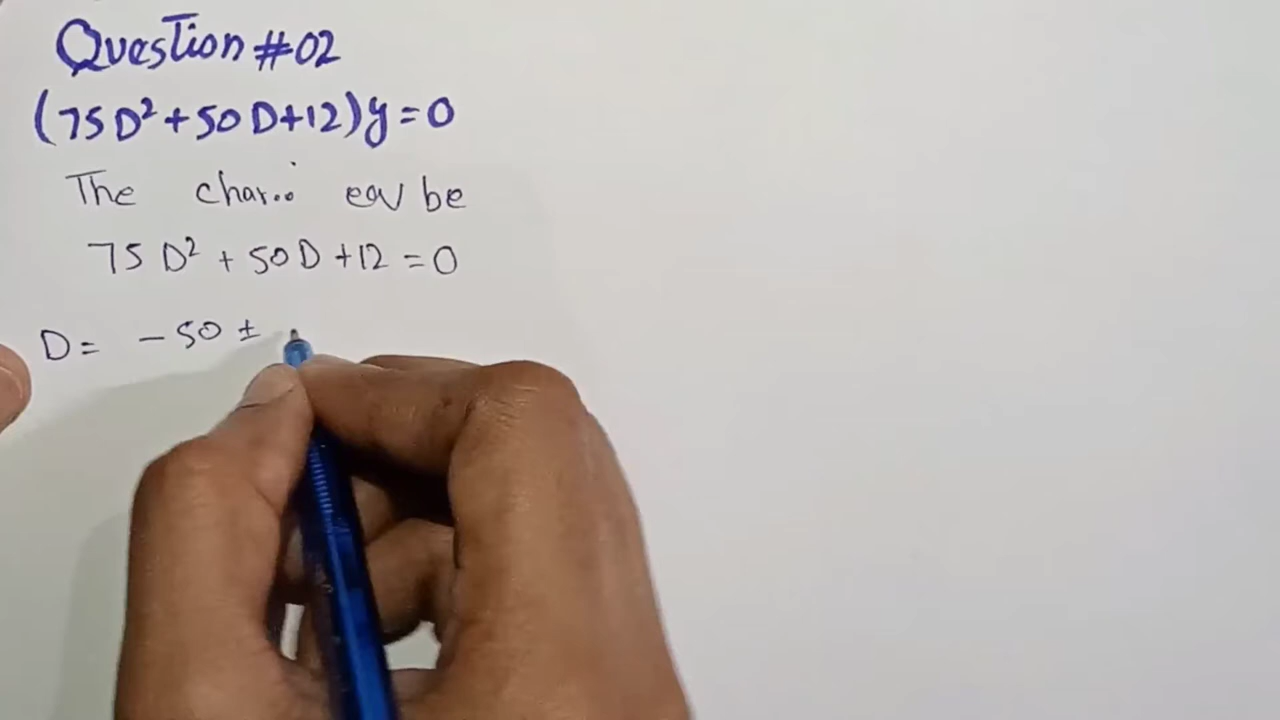 Question #02
(75D²+50D+12)y=0
The char... eq be
75D²+50D+12=0
D= -50 ±